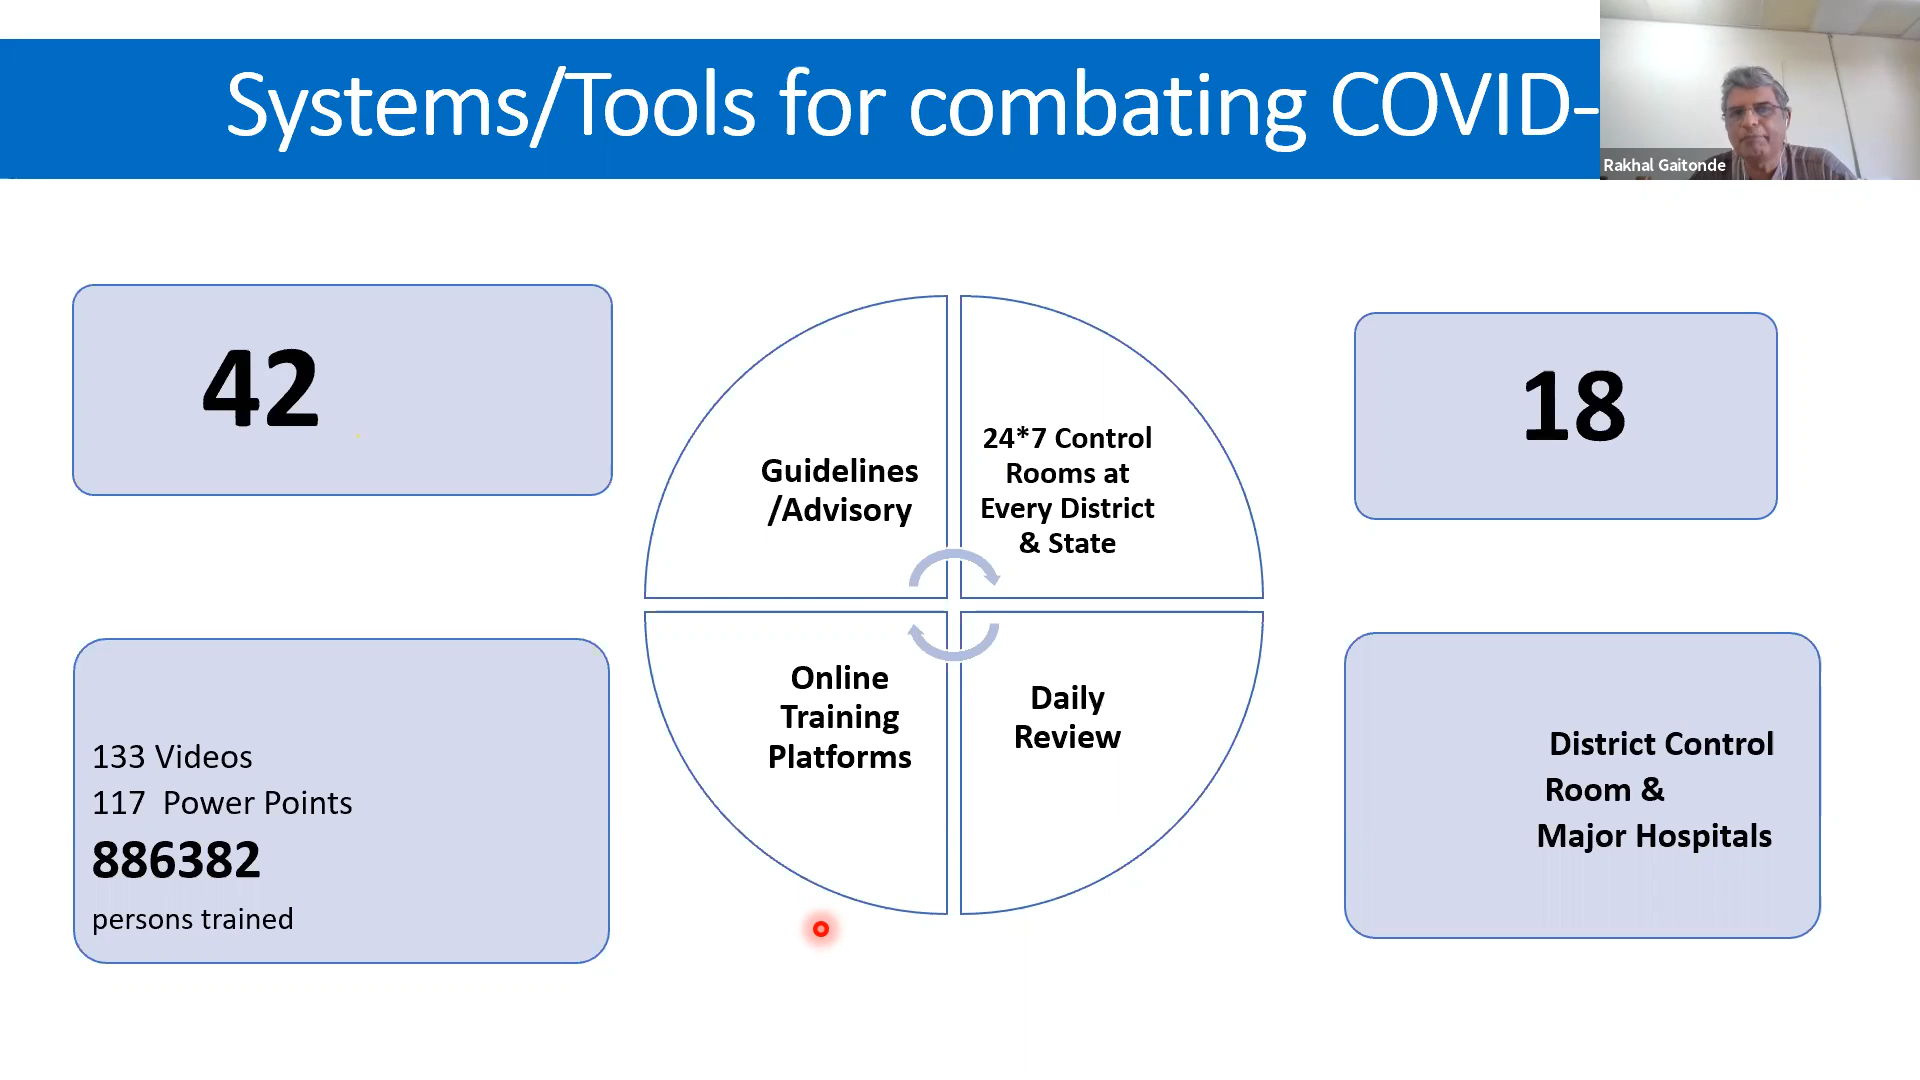 Systems/Tools for combating COVID-
Rakhal Gaitonde
42
Guidelines
/Advisory
24*7 Control
Rooms at
Every District
& State
18
133 Videos
117 Power Points
886382
persons trained
Online
Training
Platforms
Daily
Review
District Control
Room &
Major Hospitals